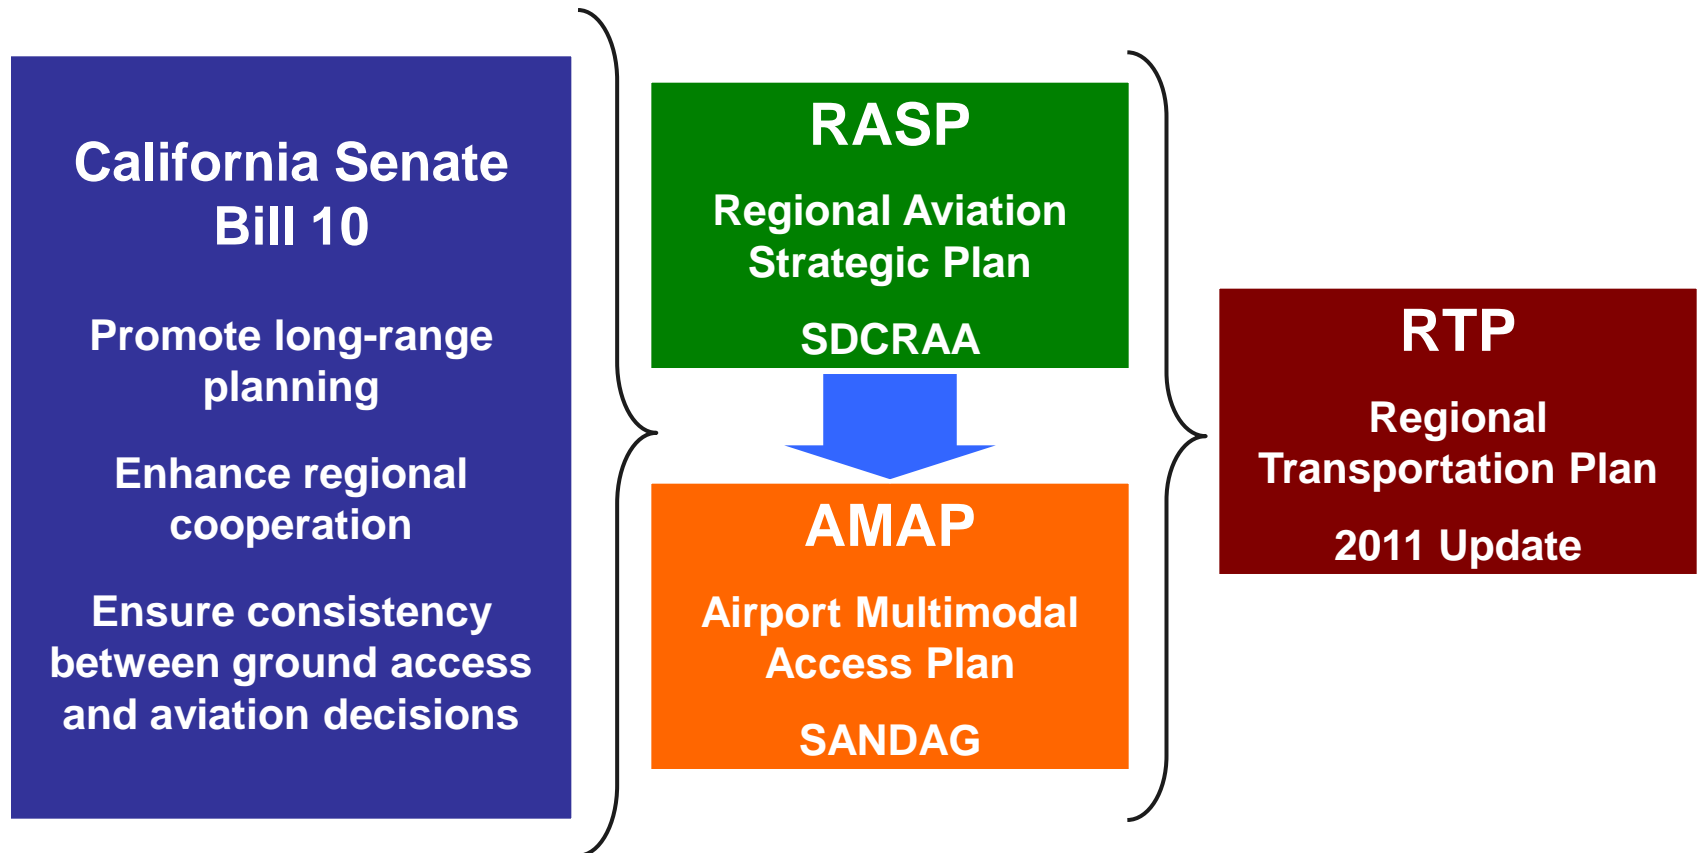 California Senate
Bill 10
Promote long-range
planning
Enhance regional
cooperation
Ensure consistency
between ground access
and aviation decisions
RASP
Regional Aviation
Strategic Plan
SDCRAA
AMAP
Airport Multimodal
Access Plan
SANDAG
RTP
Regional
Transportation Plan
2011 Update